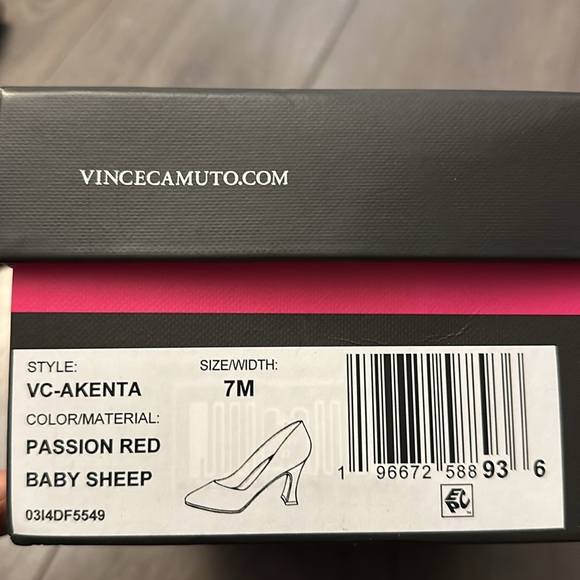 VINCECAMUTO.COM
STYLE: SIZE/WIDTH:
VC-AKENTA 7M
COLOR/MATERIAL:
PASSION RED
BABY SHEEP
03I4DF5549
1 96672 588 93 6
EPC